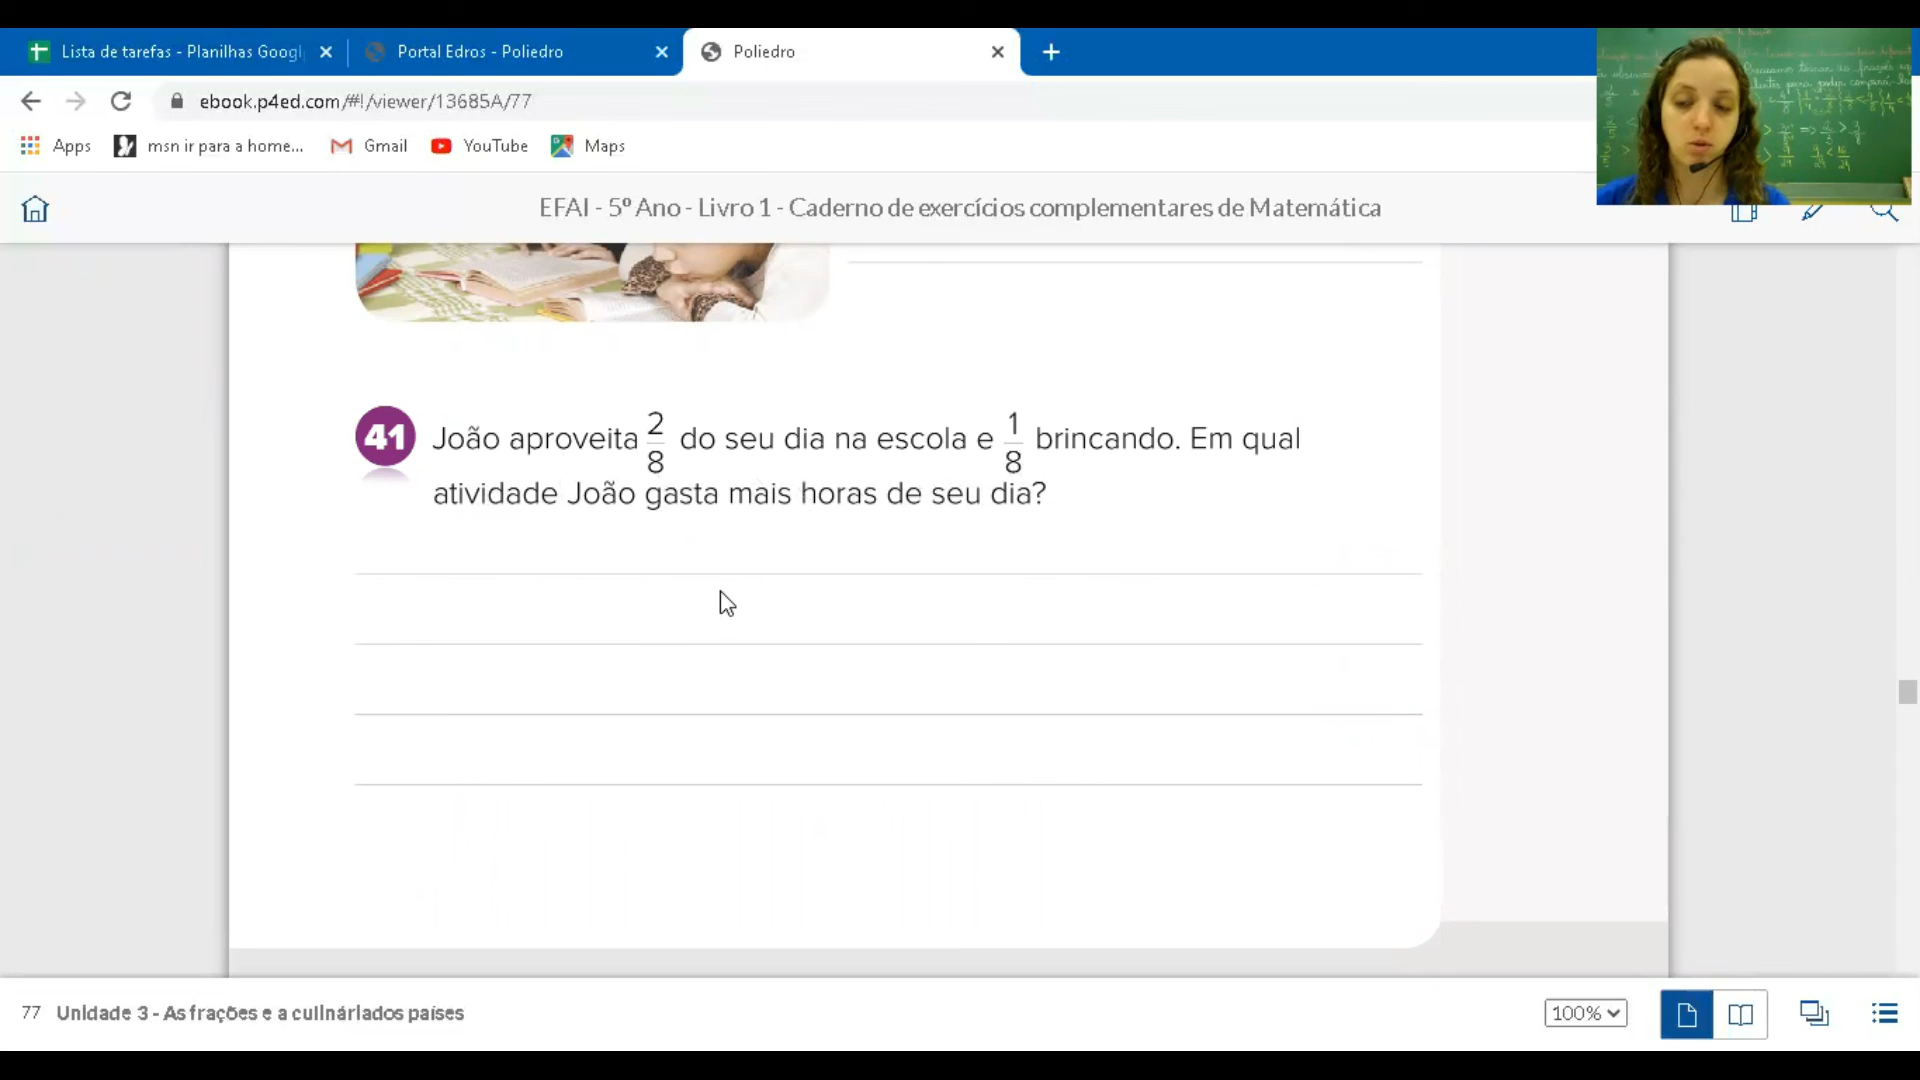 Lista de tarefas - Planilhas Googl
Portal Edros - Poliedro
Poliedro
ebook.p4ed.com/#!/viewer/13685A/77
Apps
msn ir para a home...
Gmail
YouTube
Maps
EFAI - 5º Ano - Livro 1 - Caderno de exercícios complementares de Matemática
41 João aproveita 2/8 do seu dia na escola e 1/8 brincando. Em qual
atividade João gasta mais horas de seu dia?
77 Unidade 3 - As frações e a culinária dos países
100%